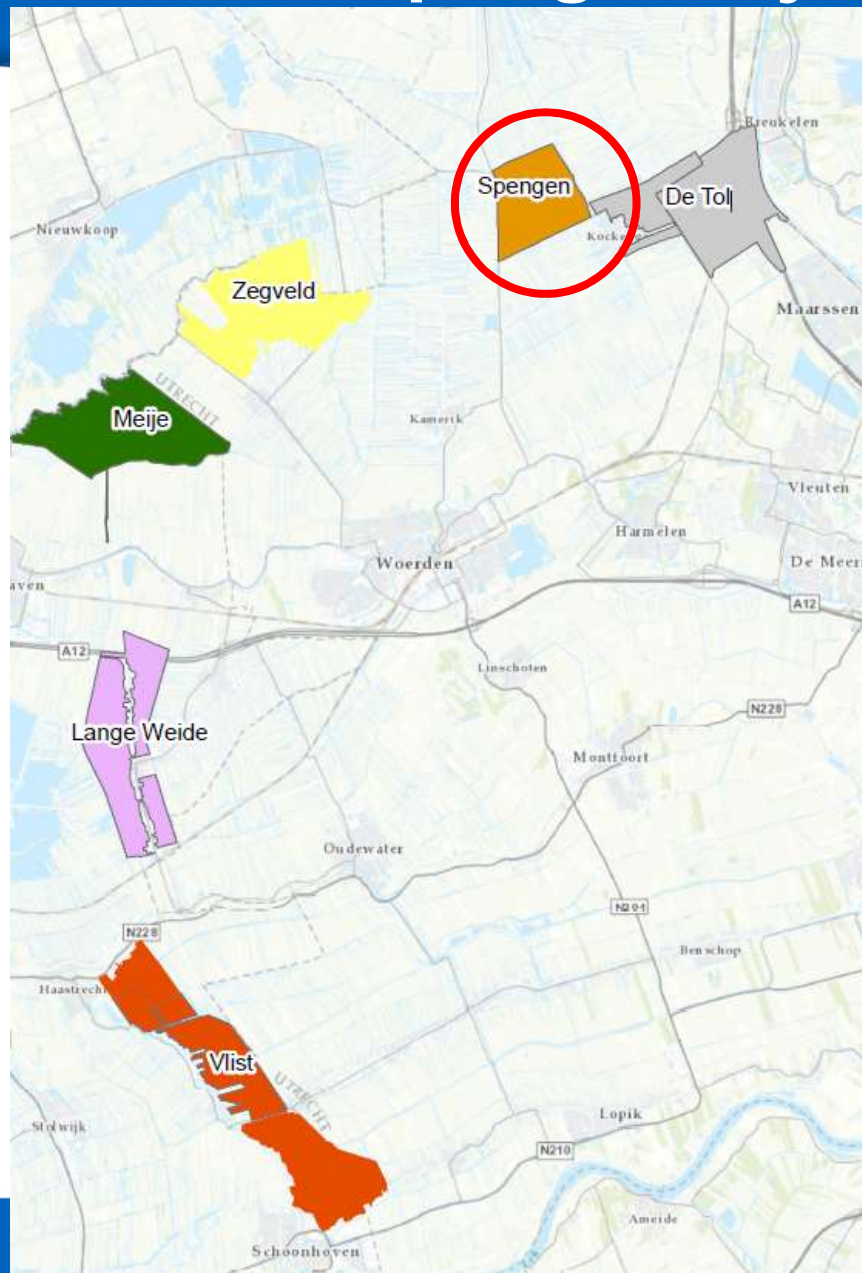 Breukelen
Spengen
De Tol
Nieuwkoop
Zegveld
Maarssen
UTRECHT
Meije
Kamerik
Vleuten
Harmelen
Woerden
De Meer
A12
A12
Linschoten
N228
Lange Weide
Montfoort
Oudewater
N204
N228
Benschop
Haastrecht
Vlist
UTRECHT
Lopik
Stolwijk
N210
Ameide
Schoonhoven